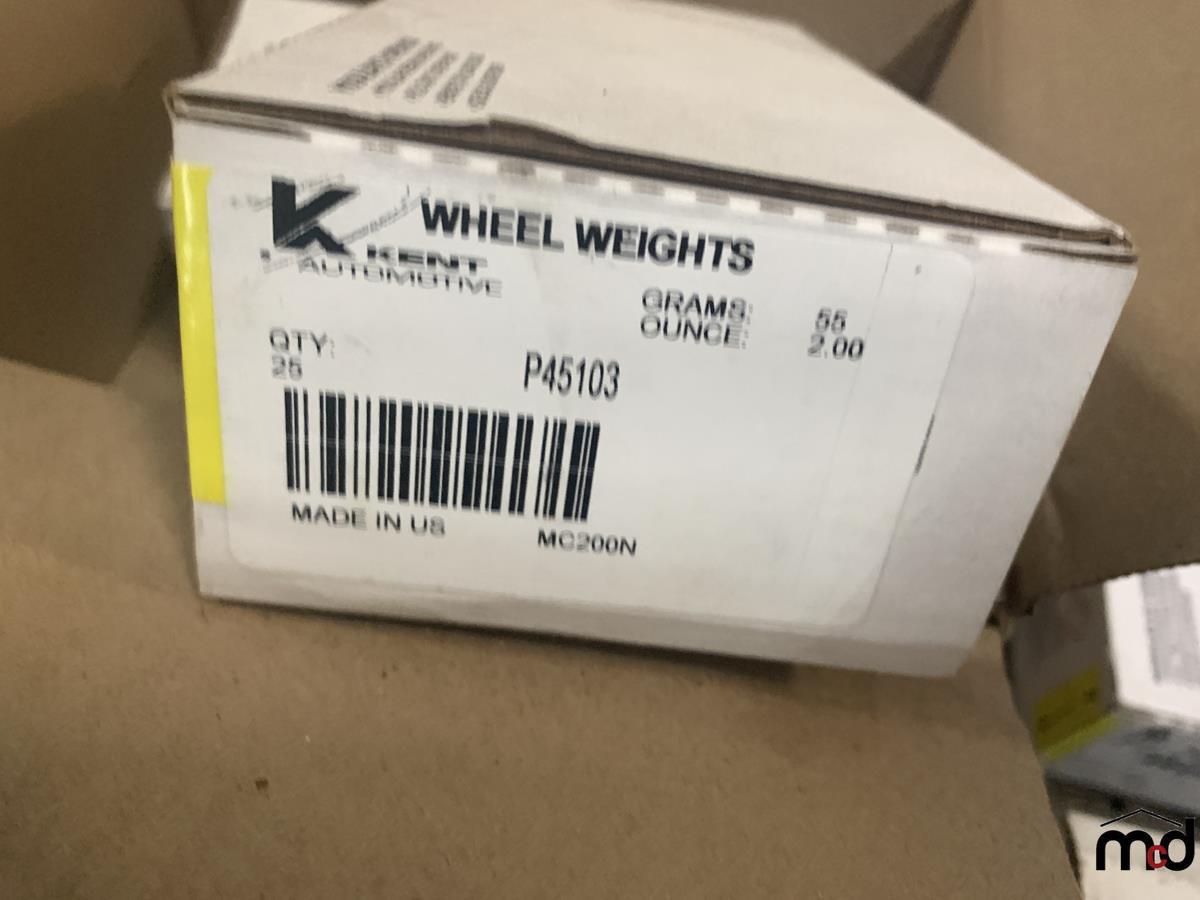 WHEEL WEIGHTS
K
KENT
AUTOMOTIVE
GRAMS: 55
OUNCE: 2.00
QTY:
25
P45103
MADE IN US
MC200N
mcd